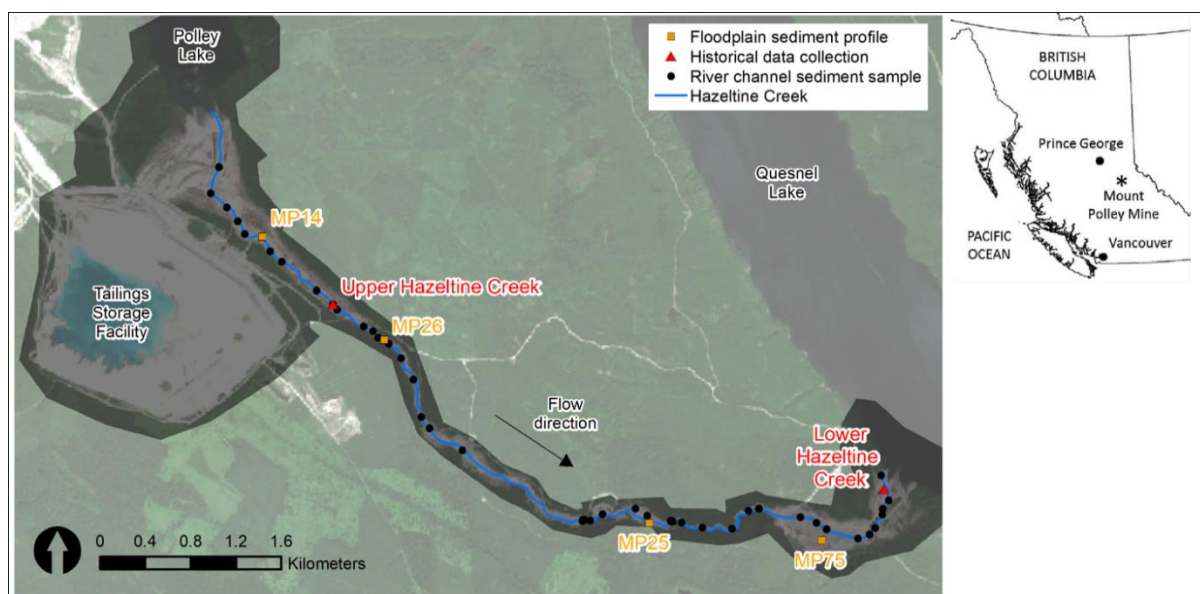 Polley
Lake
Floodplain sediment profile
Historical data collection
River channel sediment sample
Hazeltine Creek
Quesnel
Lake
MP14
Upper Hazeltine Creek
Tailings
Storage
Facility
MP26
Flow
direction
Lower
Hazeltine
Creek
MP25
MP75
0 0.4 0.8 1.2 1.6
Kilometers
BRITISH
COLUMBIA
Prince George
*
Mount
Polley Mine
PACIFIC
OCEAN
Vancouver